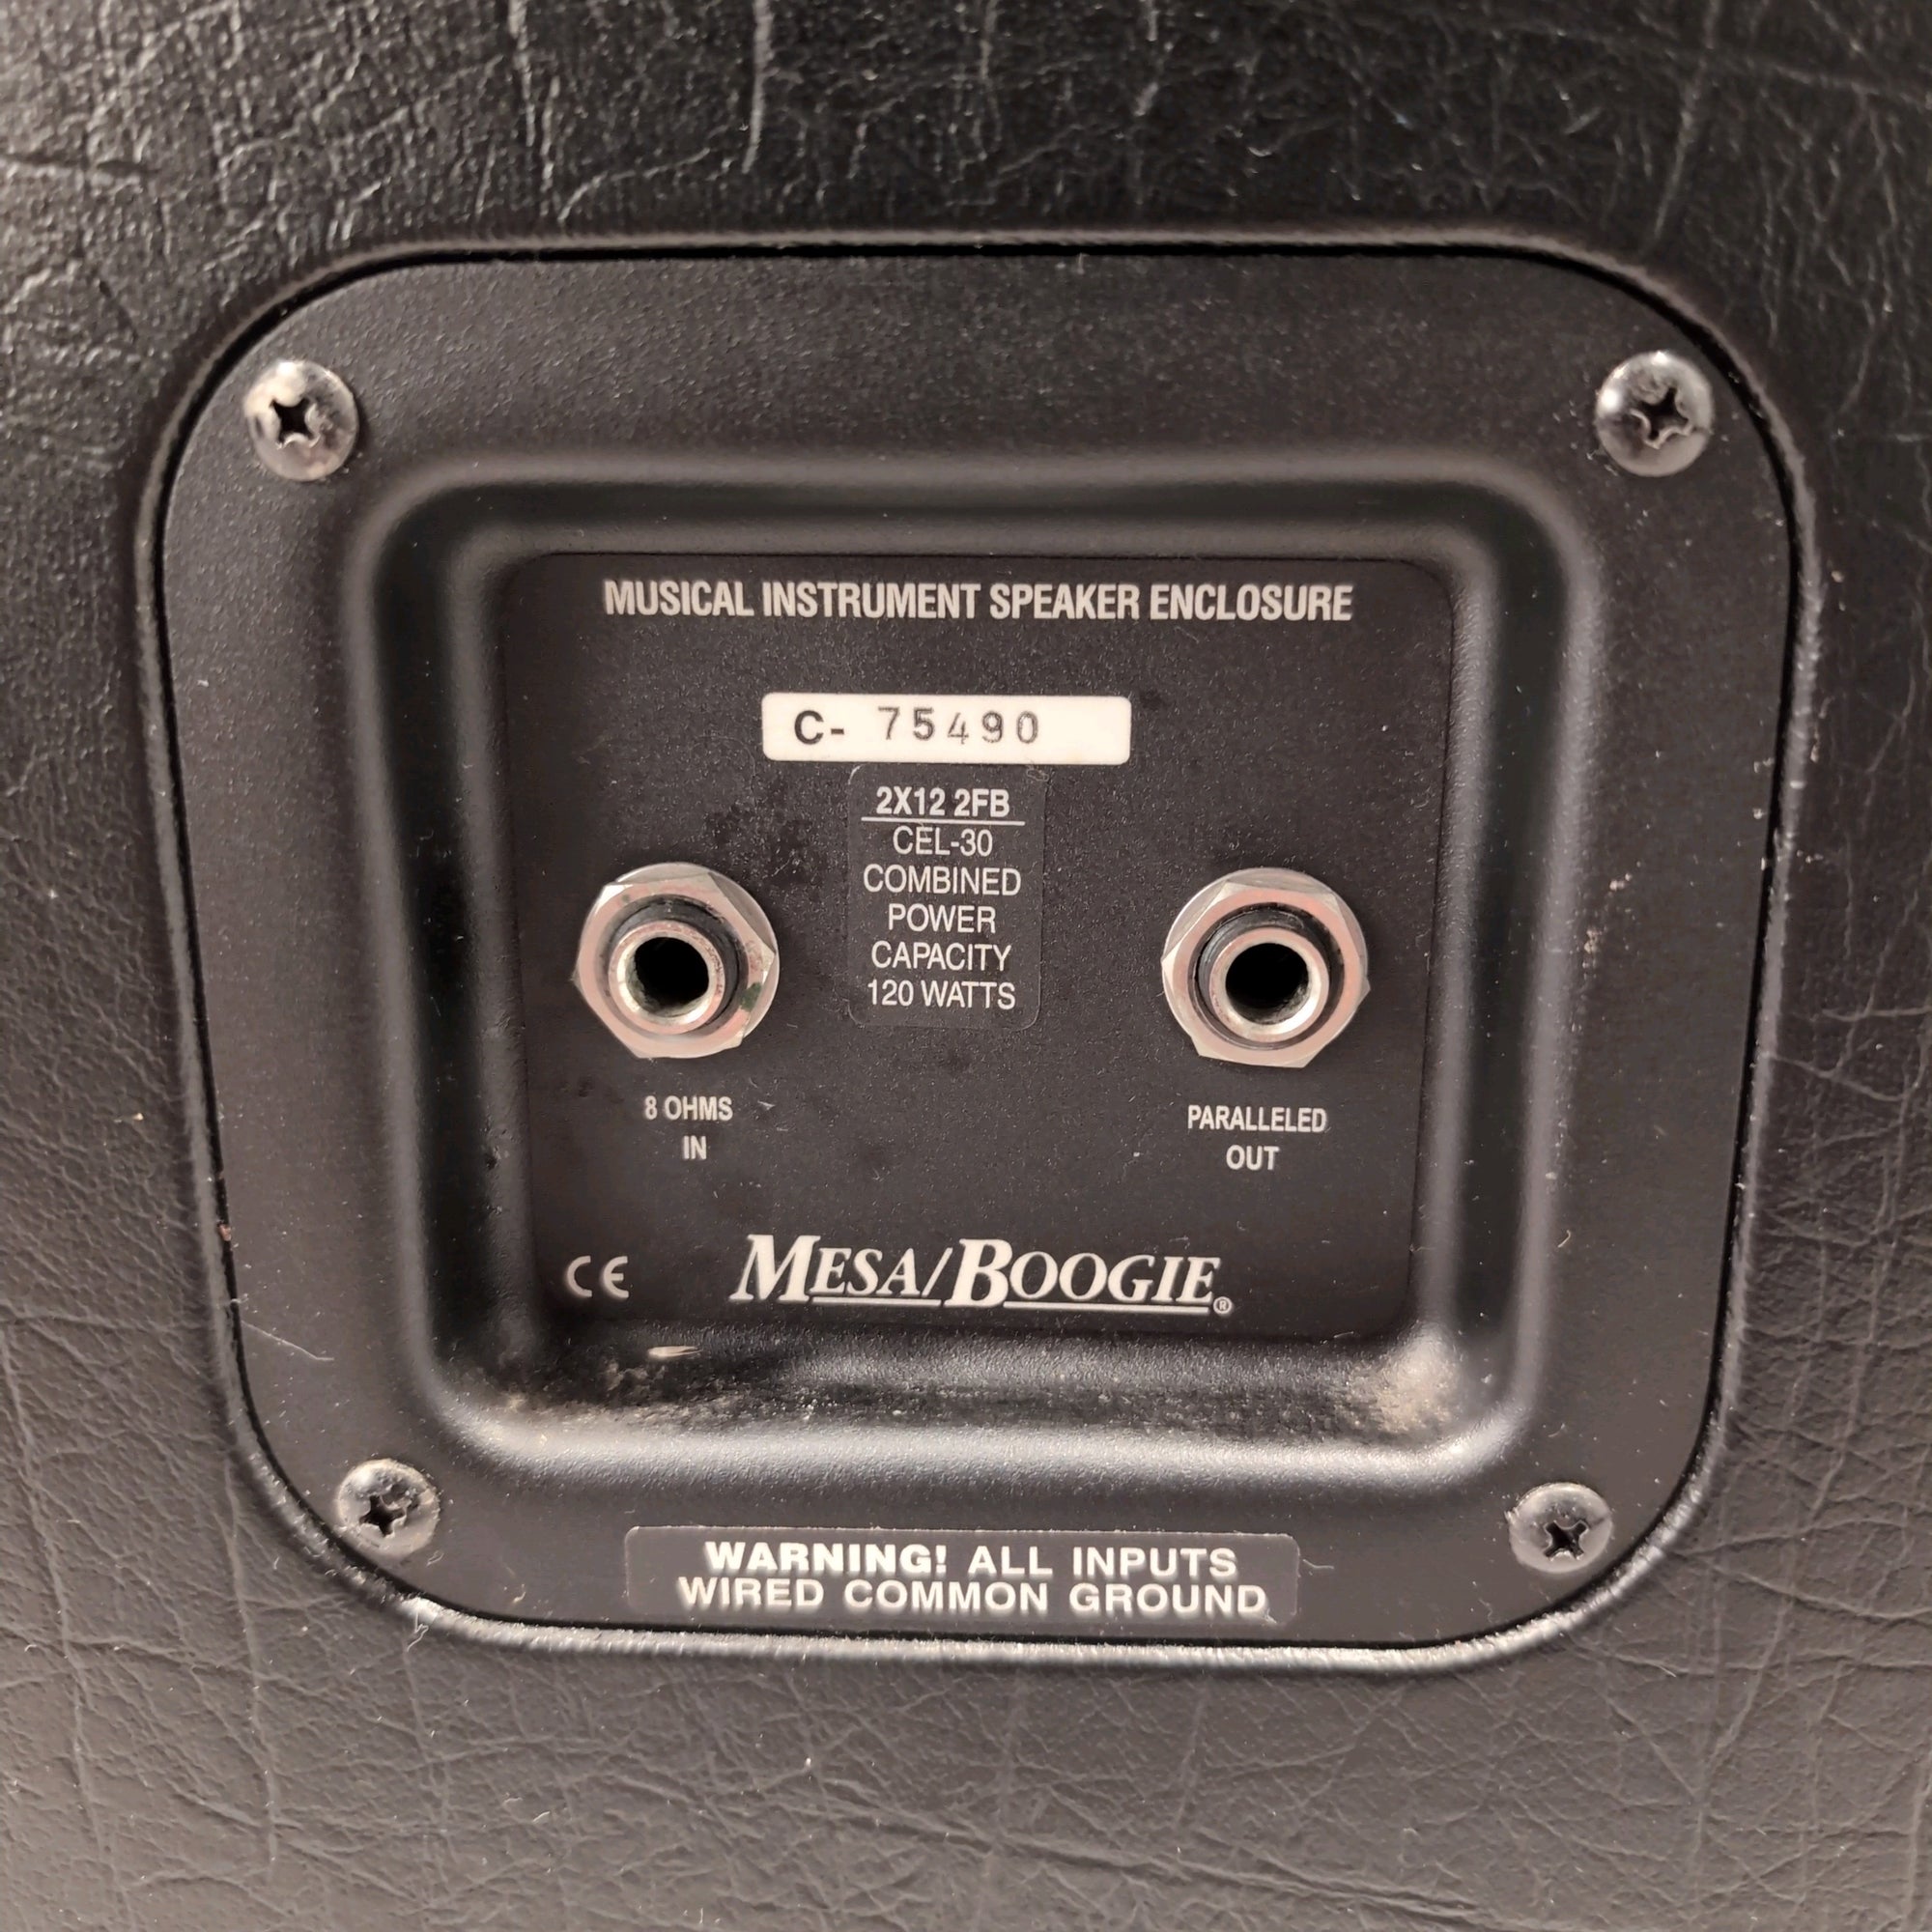 MUSICAL INSTRUMENT SPEAKER ENCLOSURE
C- 75490
2X12 2FB
CEL-30
COMBINED
POWER
CAPACITY
120 WATTS
8 OHMS
IN
PARALLELED
OUT
CE
MESA/BOOGIE®
WARNING! ALL INPUTS
WIRED COMMON GROUND